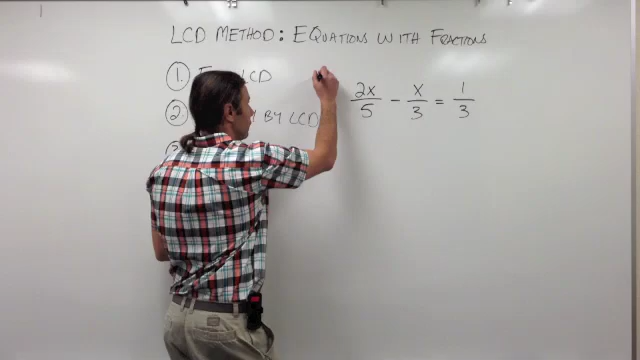 LCD METHOD: EQUATIONS WITH FRACTIONS
1. LCD
2. BY LCD
2x/5 - x/3 = 1/3